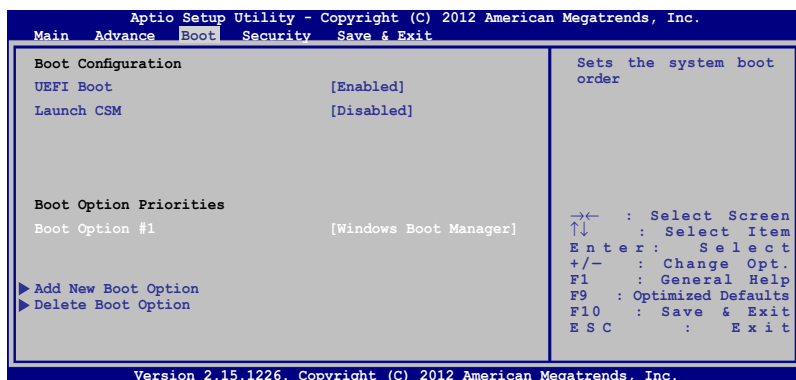 Aptio Setup Utility - Copyright (C) 2012 American Megatrends, Inc.
Main Advance Boot Security Save & Exit
Boot Configuration
UEFI Boot [Enabled]
Launch CSM [Disabled]
Boot Option Priorities
Boot Option #1 [Windows Boot Manager]
Add New Boot Option
Delete Boot Option
Sets the system boot
order
→← : Select Screen
↑↓ : Select Item
Enter: Select
+/— : Change Opt.
F1 : General Help
F9 : Optimized Defaults
F10 : Save & Exit
ESC : Exit
Version 2.15.1226. Copyright (C) 2012 American Megatrends, Inc.